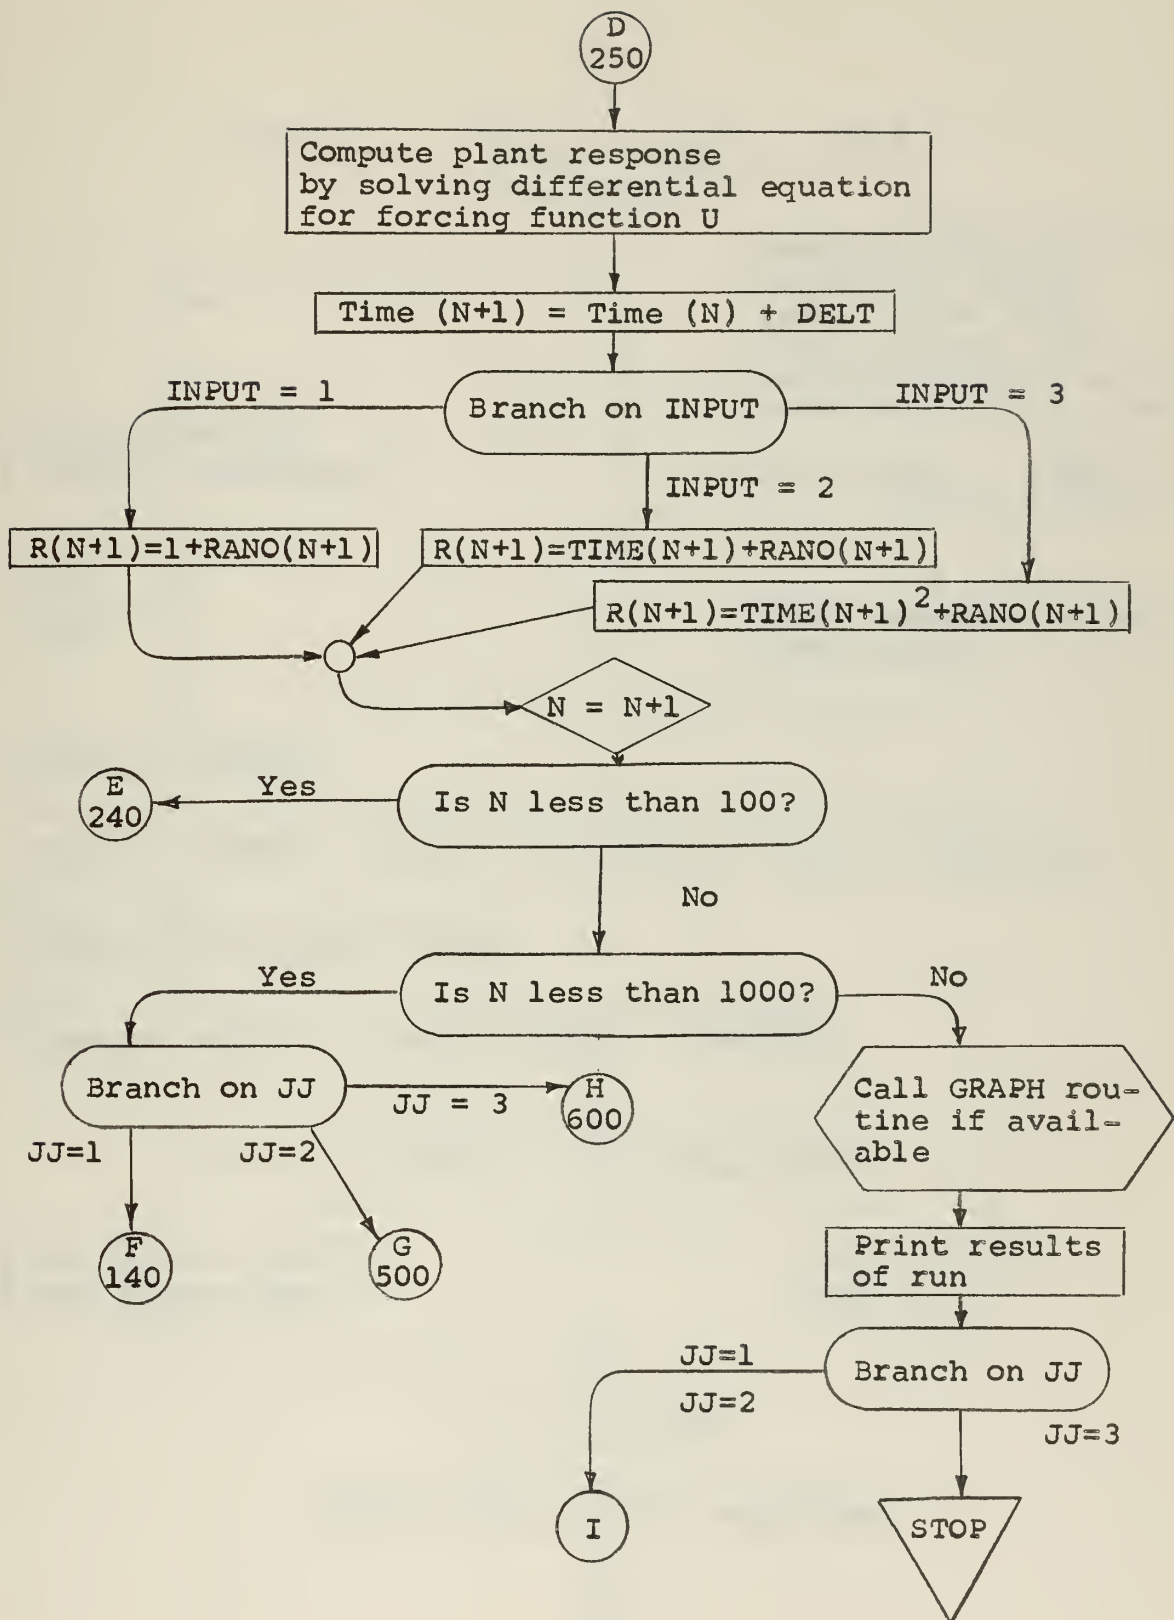 D
250
Compute plant response
by solving differential equation
for forcing function U
Time (N+1) = Time (N) + DELT
INPUT = 1
Branch on INPUT
INPUT = 3
INPUT = 2
R(N+1)=1+RANO(N+1)
R(N+1)=TIME(N+1)+RANO(N+1)
R(N+1)=TIME(N+1)²+RANO(N+1)
N = N+1
E
240
Yes
Is N less than 100?
No
Yes
Is N less than 1000?
No
Branch on JJ
JJ = 3
H
600
Call GRAPH rou-
tine if avail-
able
JJ=1
JJ=2
F
140
G
500
Print results
of run
JJ=1
JJ=2
Branch on JJ
JJ=3
I
STOP